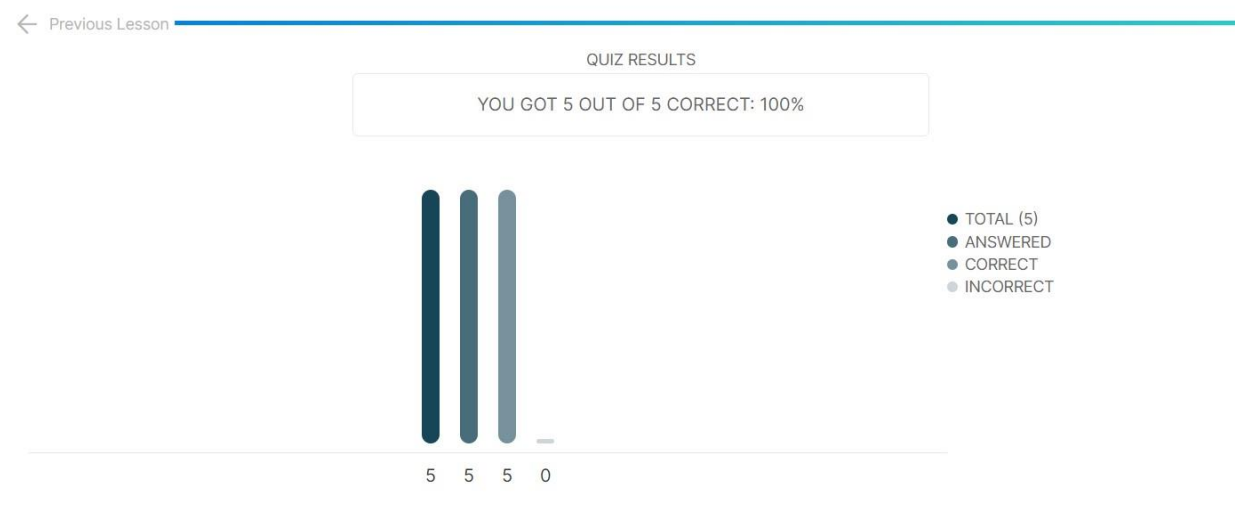 Previous Lesson
QUIZ RESULTS
YOU GOT 5 OUT OF 5 CORRECT: 100%
TOTAL (5)
ANSWERED
CORRECT
INCORRECT
5 5 5 0